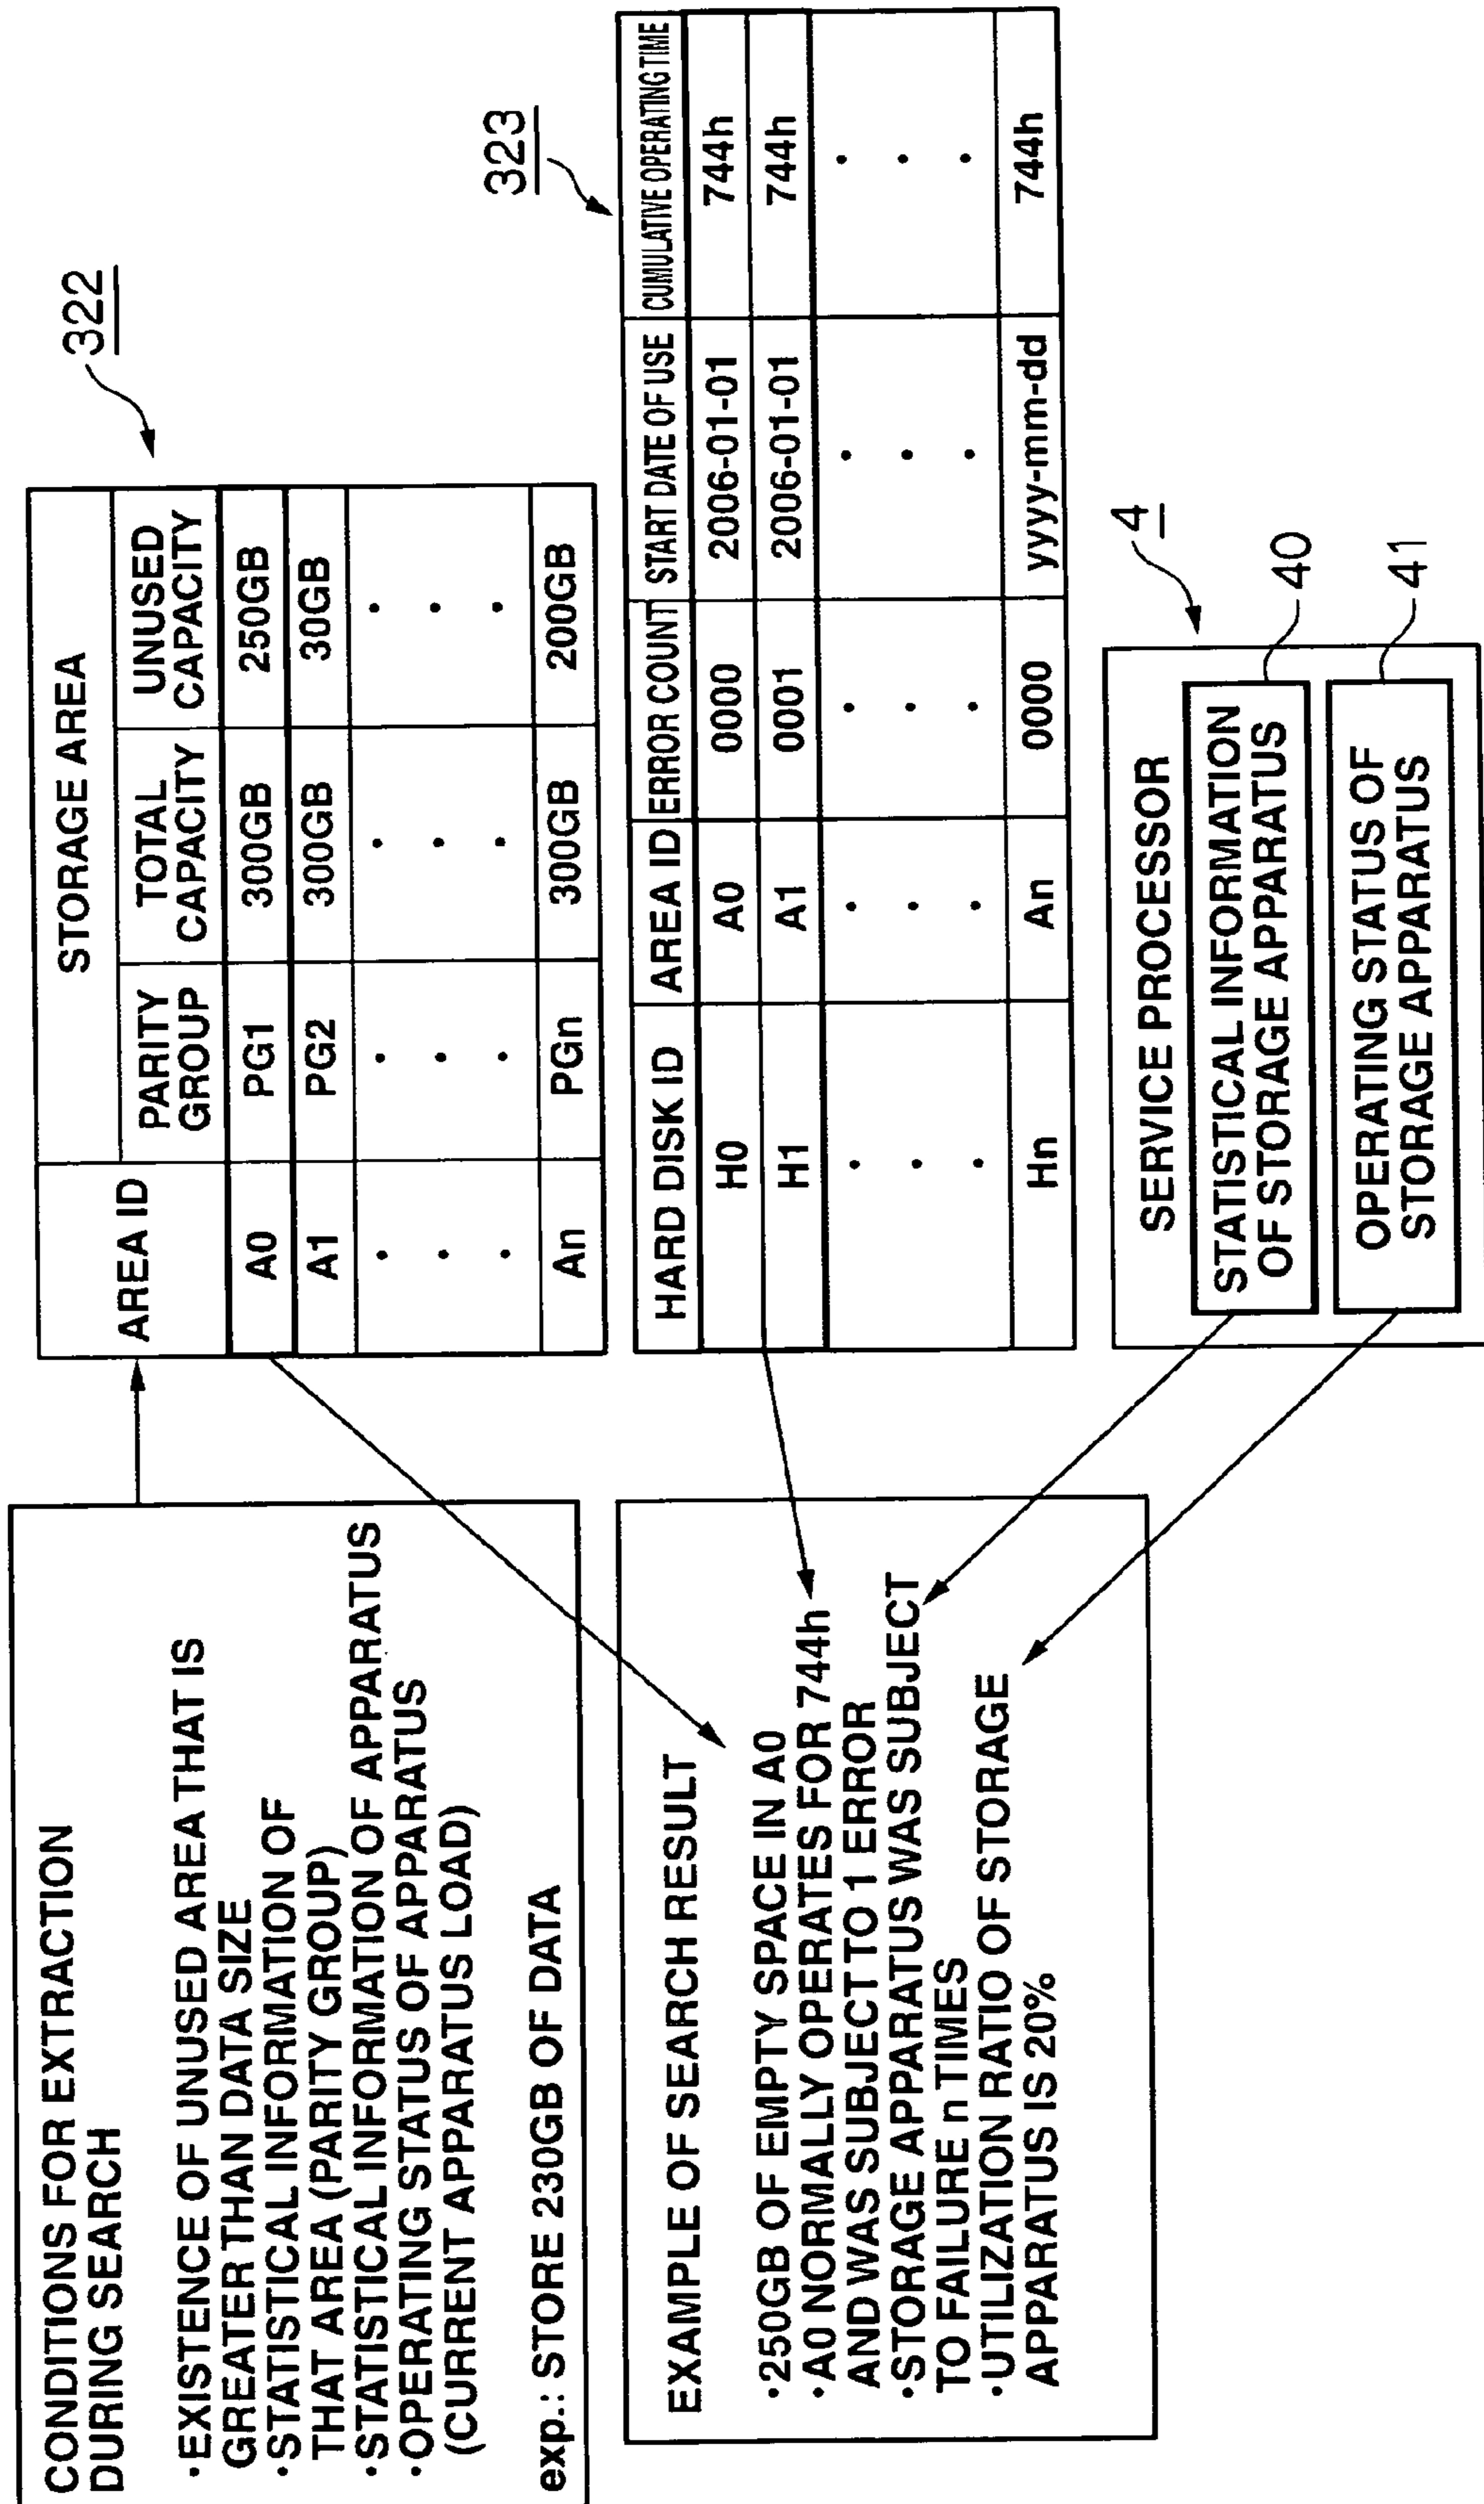 CONDITIONS FOR EXTRACTION
DURING SEARCH
・EXISTENCE OF UNUSED AREA THAT IS
GREATER THAN DATA SIZE
・STATISTICAL INFORMATION OF
THAT AREA (PARITY GROUP)
・STATISTICAL INFORMATION OF APPARATUS
・OPERATING STATUS OF APPARATUS
(CURRENT APPARATUS LOAD)
exp.: STORE 230GB OF DATA
322
AREA ID STORAGE AREA
PARITY GROUP TOTAL CAPACITY UNUSED CAPACITY
A0 PG1 300GB 250GB
A1 PG2 300GB 30GB
. . . .
. . . .
. . . .
An PGn 300GB 200GB
EXAMPLE OF SEARCH RESULT
・250GB OF EMPTY SPACE IN A0
・A0 NORMALLY OPERATES FOR 744h
AND WAS SUBJECT TO 1 ERROR
・STORAGE APPARATUS WAS SUBJECT
TO FAILURE n TIMES
・UTILIZATION RATIO OF STORAGE
APPARATUS IS 20%
323
HARD DISK ID AREA ID ERROR COUNT START DATE OF USE CUMULATIVE OPERATING TIME
H0 A0 0000 2006-01-01 744h
H1 A1 0001 2006-01-01 744h
. . . . .
. . . . .
. . . . .
Hn An 0000 yyyy-mm-dd 744h
4
SERVICE PROCESSOR
STATISTICAL INFORMATION
OF STORAGE APPARATUS
40
OPERATING STATUS OF
STORAGE APPARATUS
41